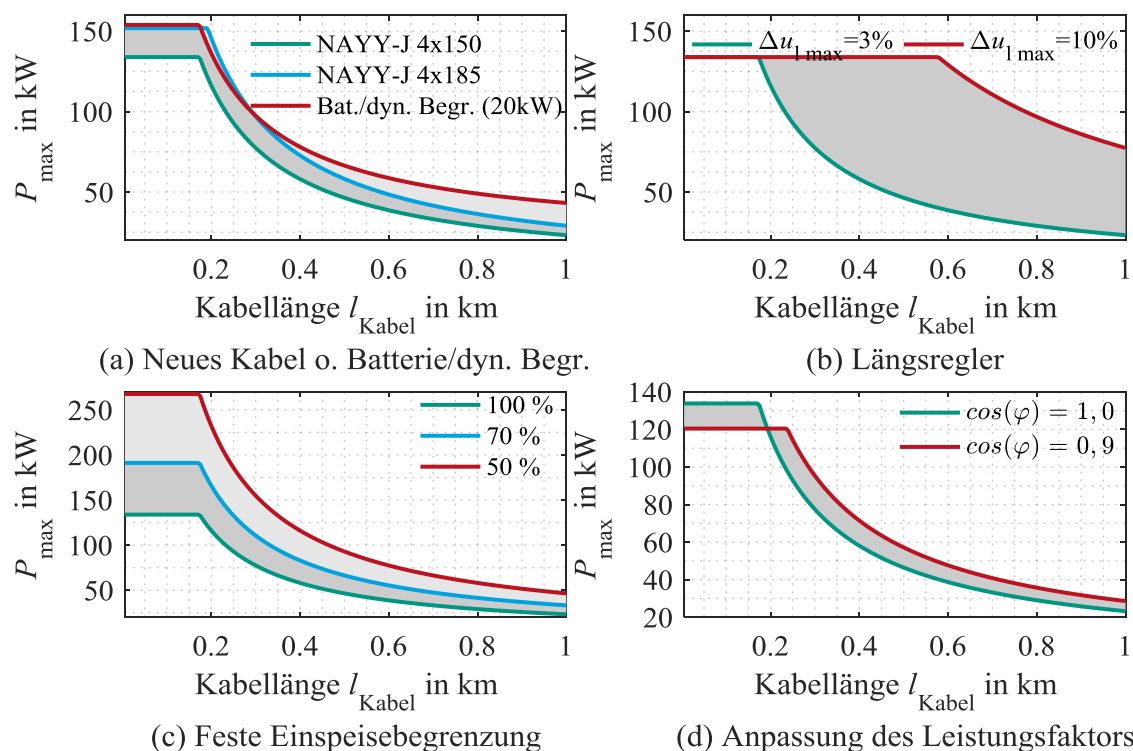 150
100
50
P_max in kW
NAYY-J 4x150
NAYY-J 4x185
Bat./dyn. Begr. (20kW)
0.2 0.4 0.6 0.8 1
Kabellänge l_Kabel in km
(a) Neues Kabel o. Batterie/dyn. Begr.
150
100
50
P_max in kW
Δu_l max=3% Δu_l max=10%
0.2 0.4 0.6 0.8 1
Kabellänge l_Kabel in km
(b) Längsregler
250
200
150
100
50
P_max in kW
100 %
70 %
50 %
0.2 0.4 0.6 0.8 1
Kabellänge l_Kabel in km
(c) Feste Einspeisebegrenzung
140
120
100
80
60
40
20
P_max in kW
cos(φ) = 1,0
cos(φ) = 0,9
0.2 0.4 0.6 0.8 1
Kabellänge l_Kabel in km
(d) Anpassung des Leistungsfaktors